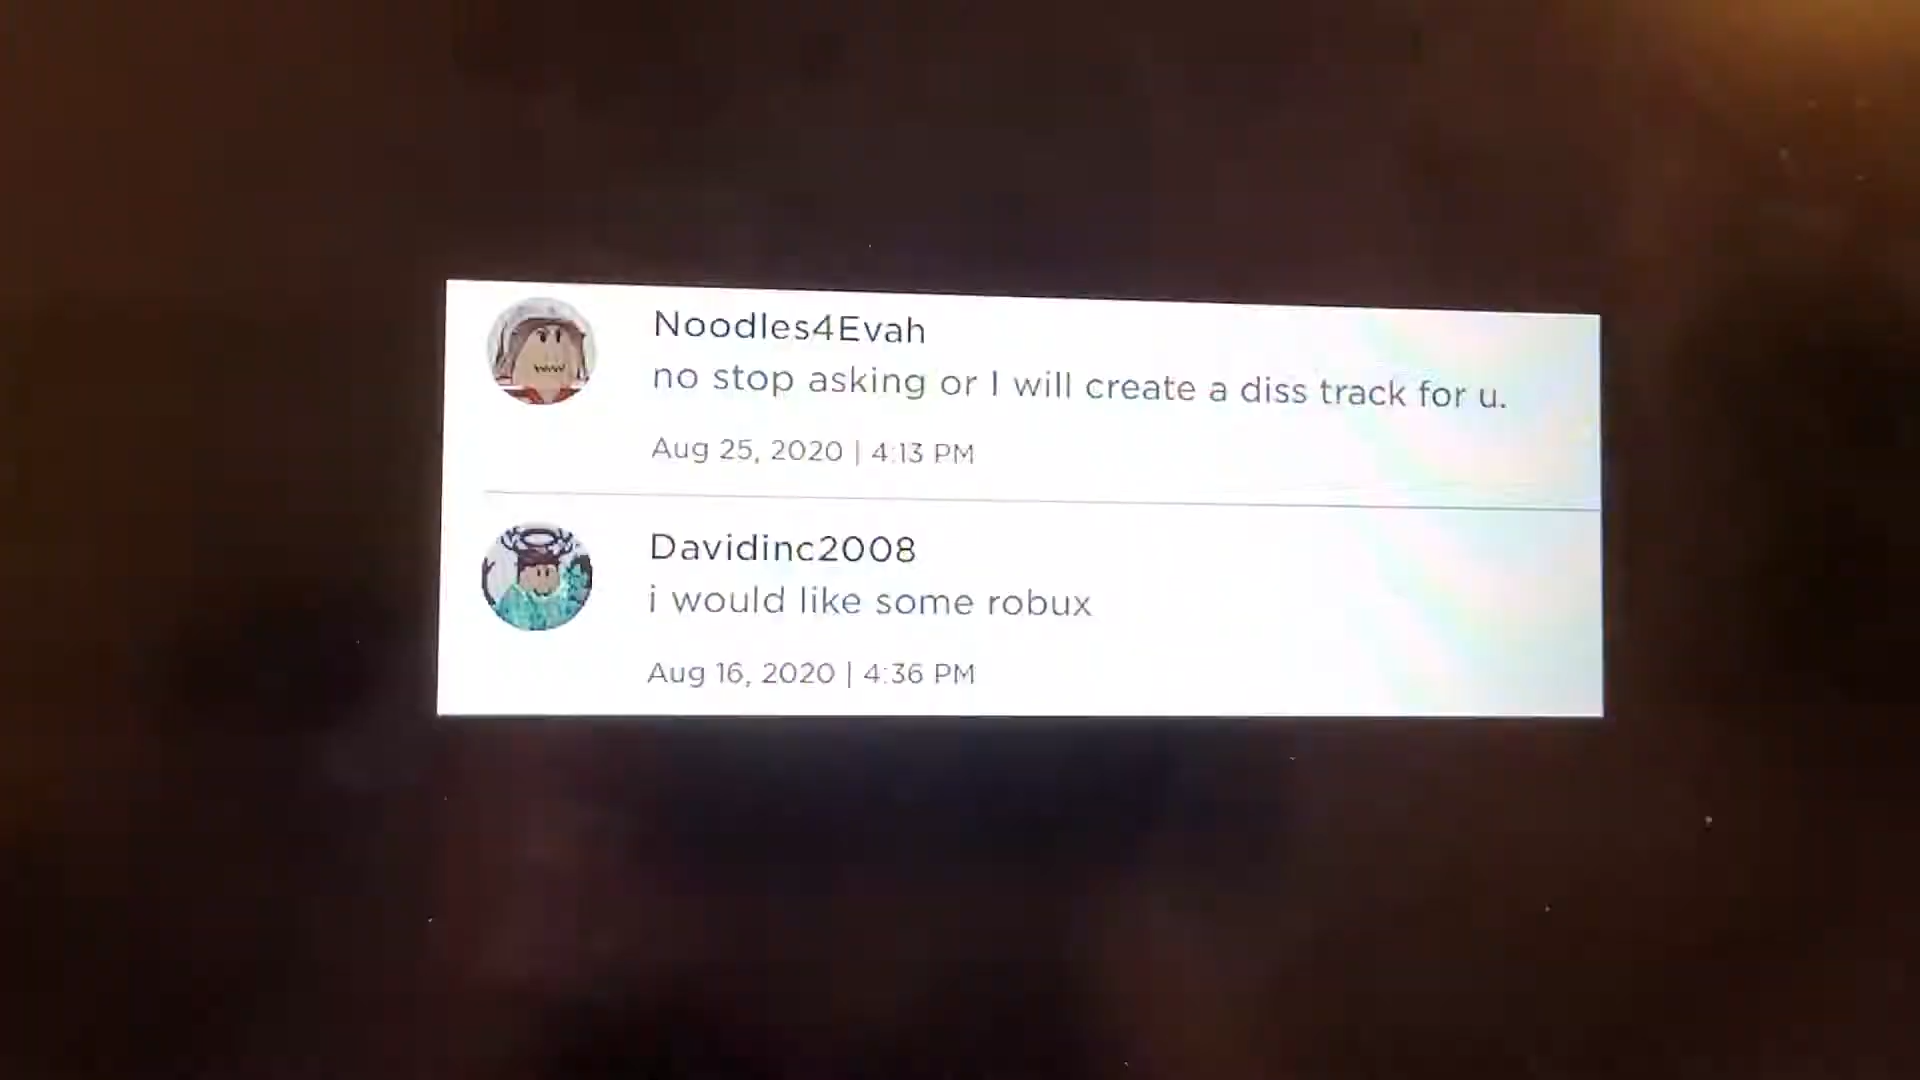 Noodles4Evah
no stop asking or I will create a diss track for u.
Aug 25, 2020 | 4:13 PM
Davidinc2008
i would like some robux
Aug 16, 2020 | 4:36 PM